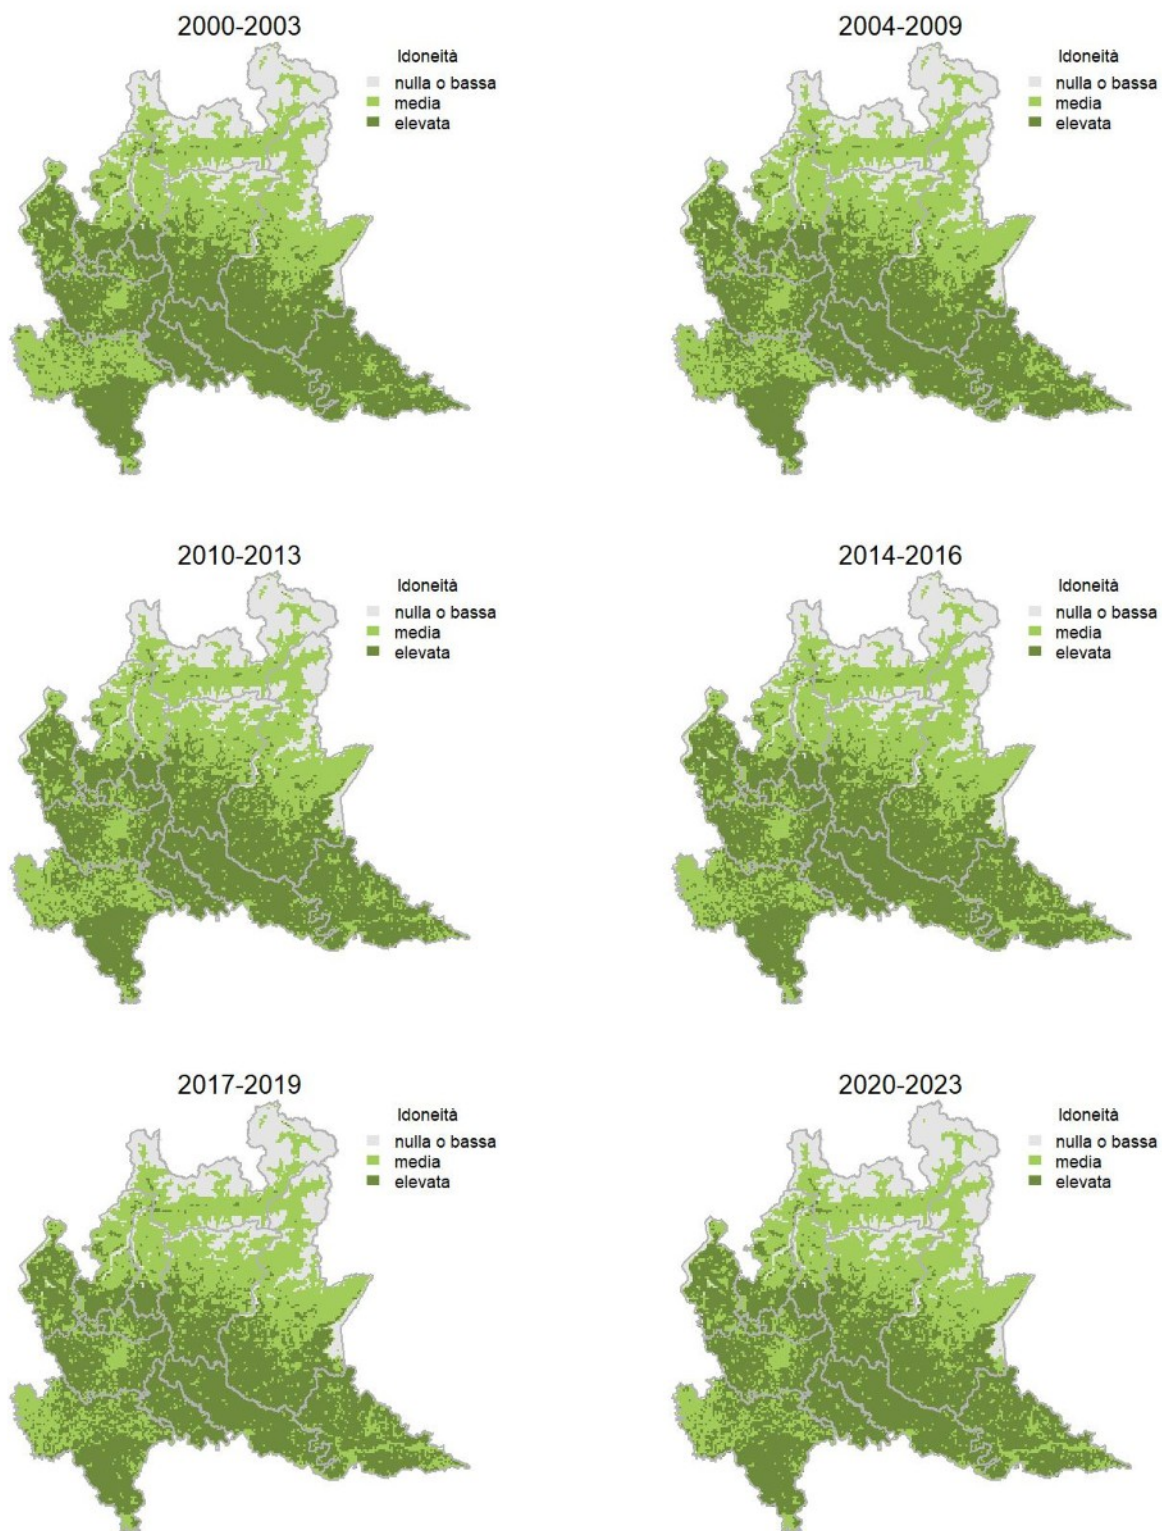 2000-2003
Idoneità
nulla o bassa
media
elevata
2004-2009
Idoneità
nulla o bassa
media
elevata
2010-2013
Idoneità
nulla o bassa
media
elevata
2014-2016
Idoneità
nulla o bassa
media
elevata
2017-2019
Idoneità
nulla o bassa
media
elevata
2020-2023
Idoneità
nulla o bassa
media
elevata